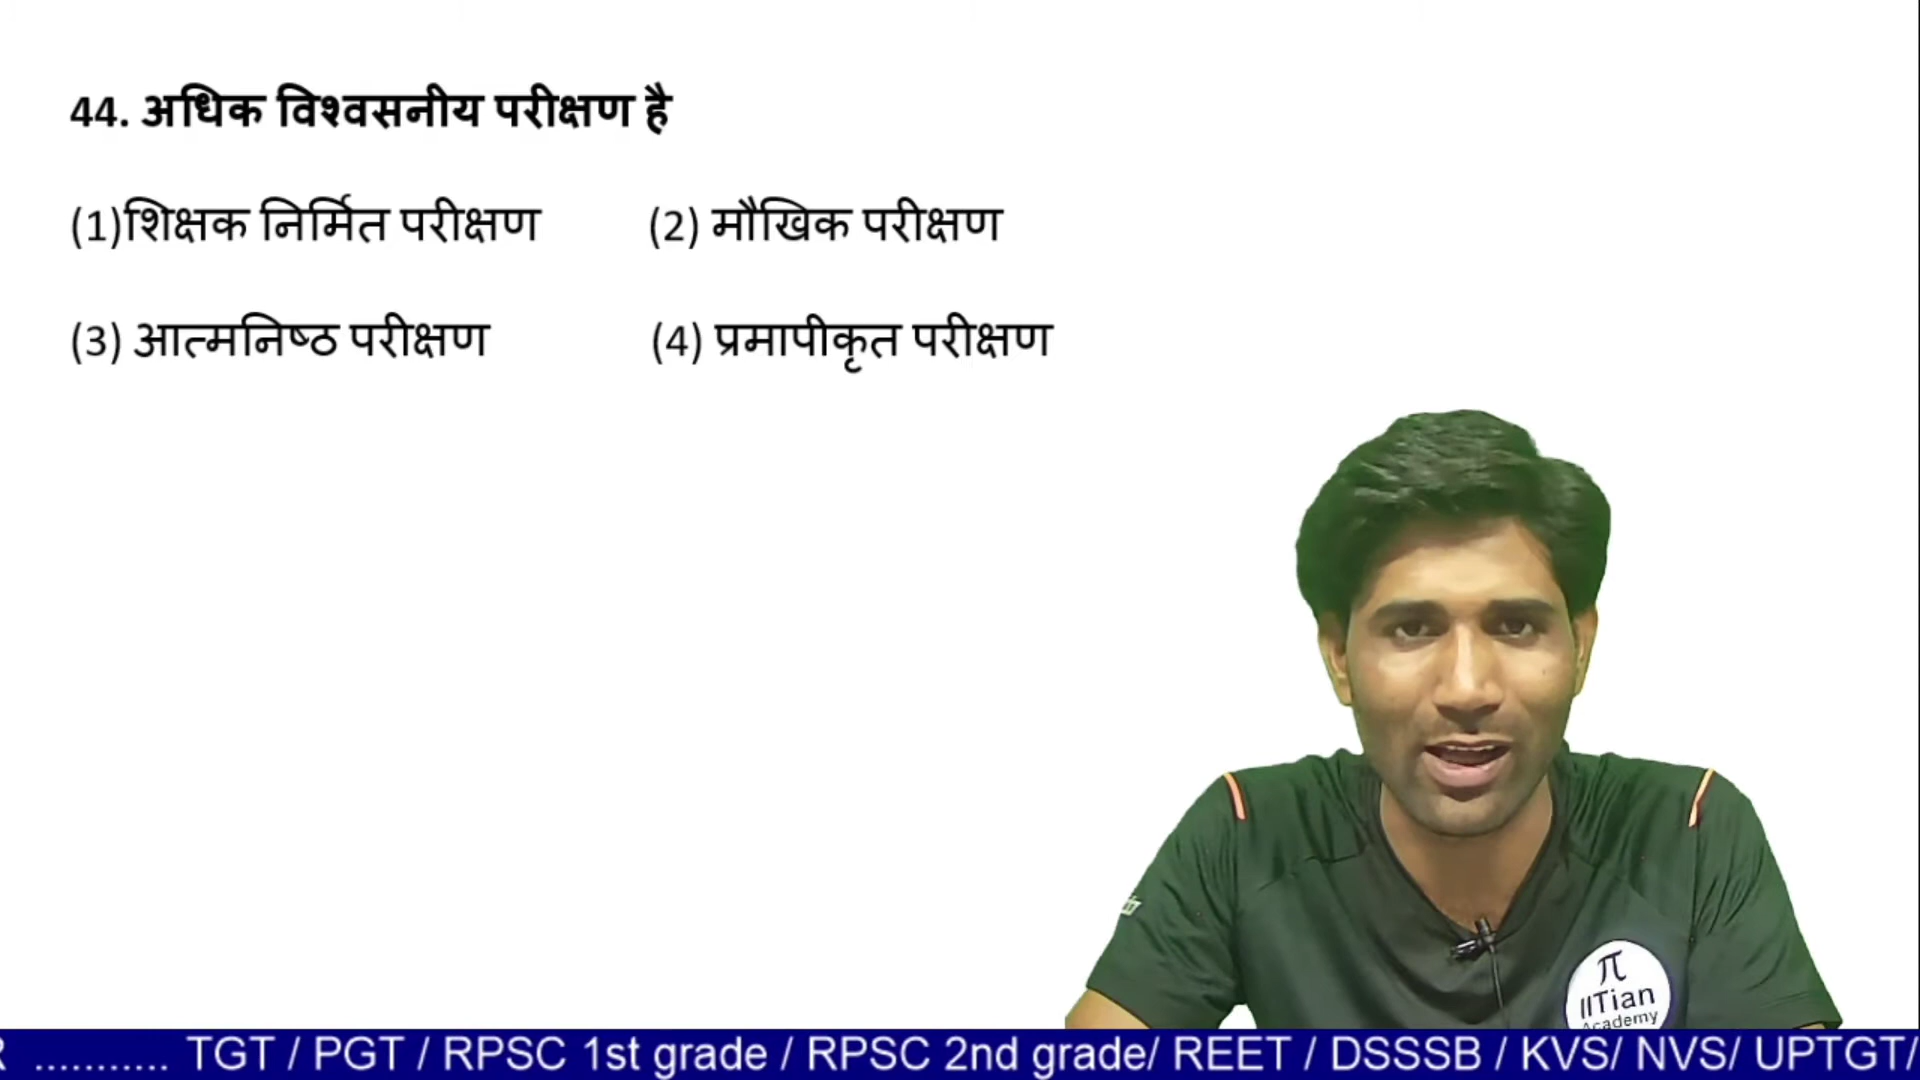 44. अधिक विश्वसनीय परीक्षण है
(1)शिक्षक निर्मित परीक्षण (2) मौखिक परीक्षण
(3) आत्मनिष्ठ परीक्षण (4) प्रमापीकृत परीक्षण
π
IITian
Academy
R ........... TGT / PGT / RPSC 1st grade / RPSC 2nd grade/ REET / DSSSB / KVS/ NVS/ UPTGT/